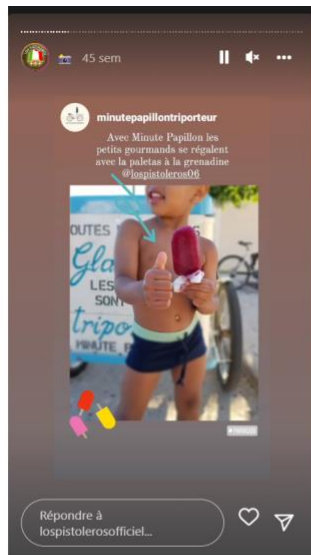 45 sem
minutepapillontriporteur
Avec Minute Papillon les
petits gourmands se régalent
avec la paletas à la grenadine
@lospistoleros06
OUTES
Gla
LES
SON
tripo
MINUTE P
Répondre à
lospistolerosofficiel...